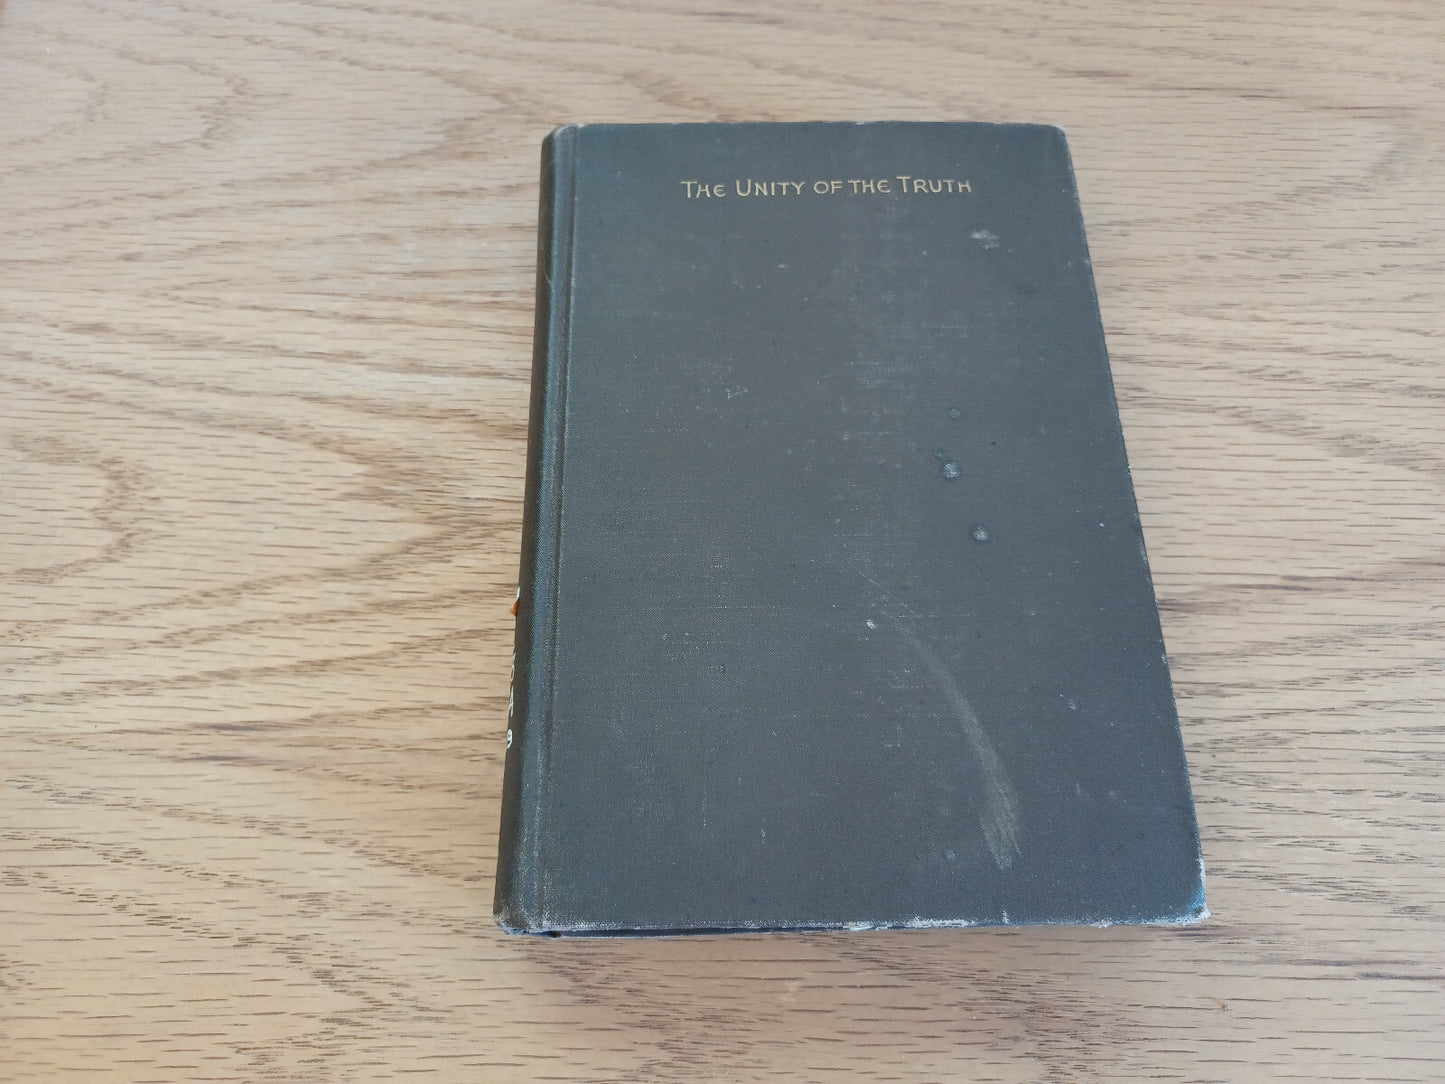 The Unity of the Truth